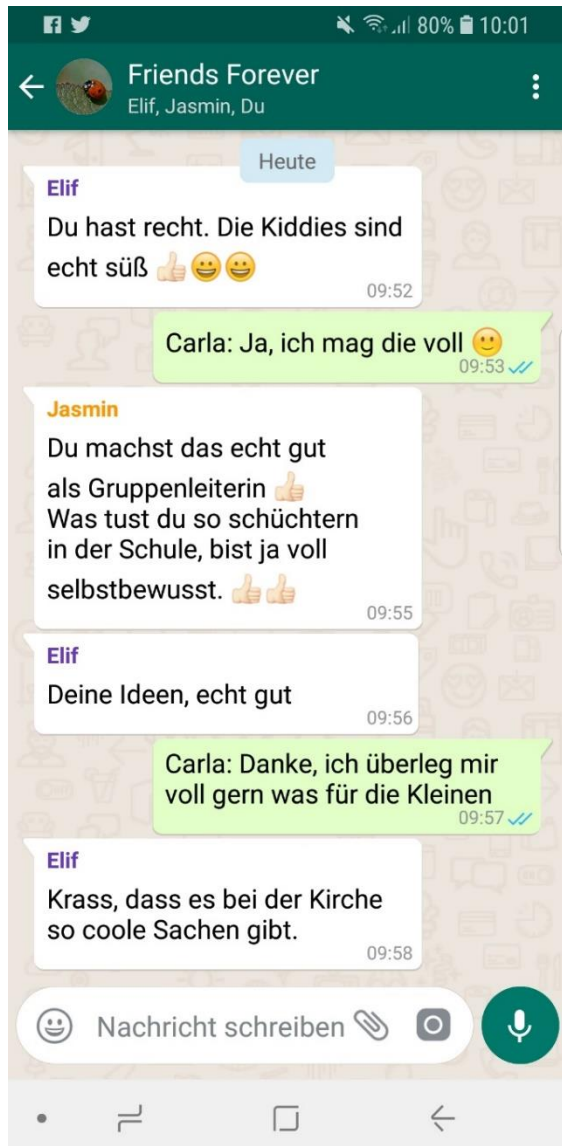 80% 10:01
Friends Forever
Elif, Jasmin, Du
Heute
Elif
Du hast recht. Die Kiddies sind
echt süß 👍🏻😀😀
09:52
Carla: Ja, ich mag die voll 🙂
09:53
Jasmin
Du machst das echt gut
als Gruppenleiterin 👍🏻
Was tust du so schüchtern
in der Schule, bist ja voll
selbstbewusst. 👍🏻👍🏻
09:55
Elif
Deine Ideen, echt gut
09:56
Carla: Danke, ich überleg mir
voll gern was für die Kleinen
09:57
Elif
Krass, dass es bei der Kirche
so coole Sachen gibt.
09:58
Nachricht schreiben